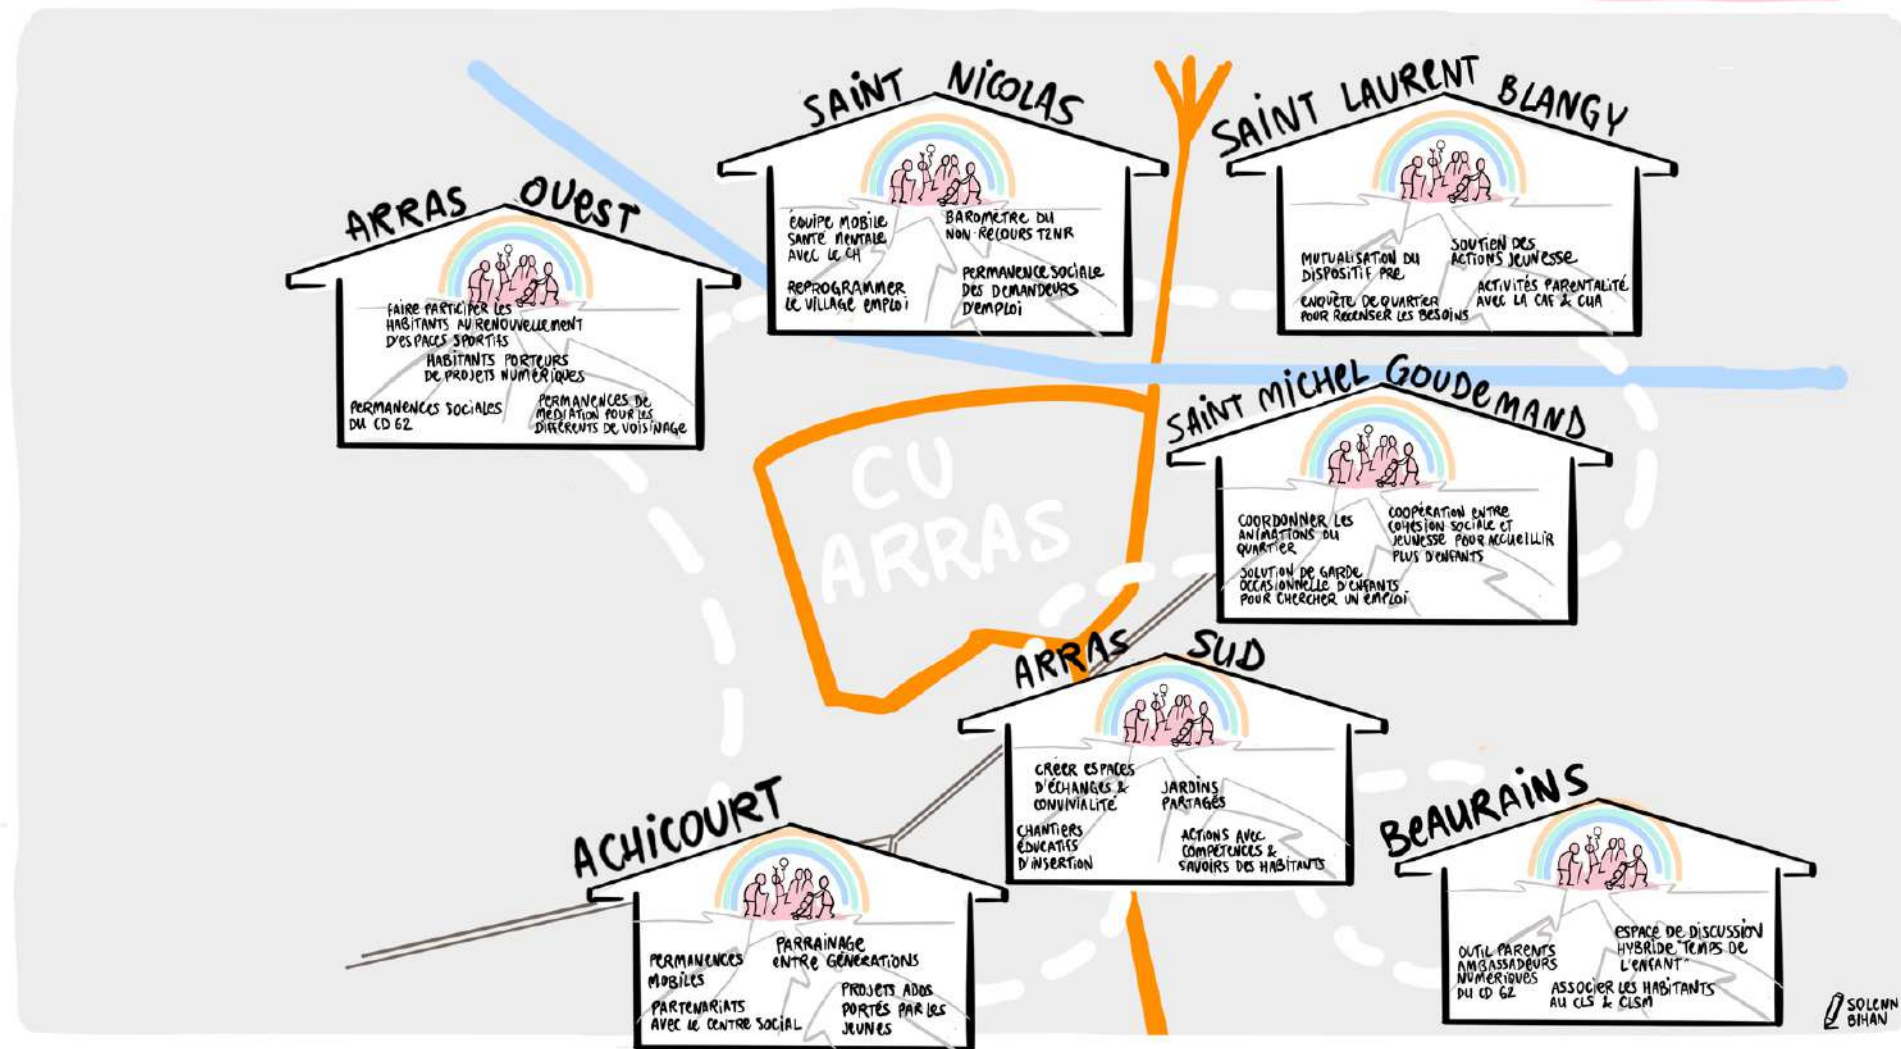 SAINT NICOLAS
ÉQUIPE MOBILE
SANTÉ MENTALE
AVEC LE CH
BAROMÈTRE DU
NON-RECOURS TZNR
REPROGRAMMER
LE VILLAGE EMPLOI
PERMANENCE SOCIALE
DES DEMANDEURS
D'EMPLOI
SAINT LAURENT BLANGY
MUTUALISATION DU
DISPOSITIF PRE
SOUTIEN DES
ACTIONS JEUNESSE
ENQUÊTE DE QUARTIER
POUR RECENSER LES BESOINS
ACTIVITÉS PARENTALITÉ
AVEC LA CAF & CUA
ARRAS OUEST
FAIRE PARTICIPER LES
HABITANTS AU RENOUVELLEMENT
D'ESPACES SPORTIFS
HABITANTS PORTEURS
DE PROJETS NUMÉRIQUES
PERMANENCES SOCIALES
DU CD 62
PERMANENCES DE
MÉDIATION POUR LES
DIFFÉRENTS DE VOISINAGE
SAINT MICHEL GOUDEMAND
COORDONNER LES
ANIMATIONS DU
QUARTIER
COOPÉRATION ENTRE
COHÉSION SOCIALE ET
JEUNESSE POUR ACCUEILLIR
PLUS D'ENFANTS
SOLUTION DE GARDE
OCCASIONNELLE D'ENFANTS
POUR CHERCHER UN EMPLOI
CU
ARRAS
ARRAS SUD
CRÉER ESPACES
D'ÉCHANGES &
CONVIVIALITÉ
JARDINS
PARTAGÉS
CHANTIERS
ÉDUCATIFS
D'INSERTION
ACTIONS AVEC
COMPÉTENCES &
SAVOIRS DES HABITANTS
ACHICOURT
PERMANENCES
MOBILES
PARRAINAGE
ENTRE GÉNÉRATIONS
PARTENARIATS
AVEC LE CENTRE SOCIAL
PROJETS ADOS
PORTÉS PAR LES
JEUNES
BEAURAINS
OUTIL PARENTS
AMBASSADEURS
NUMÉRIQUES
DU CD 62
ESPACE DE DISCUSSION
HYBRIDE "TEMPS DE
L'ENFANT"
ASSOCIER LES HABITANTS
AU CLS & CLSM
SOLENN
BIHAN